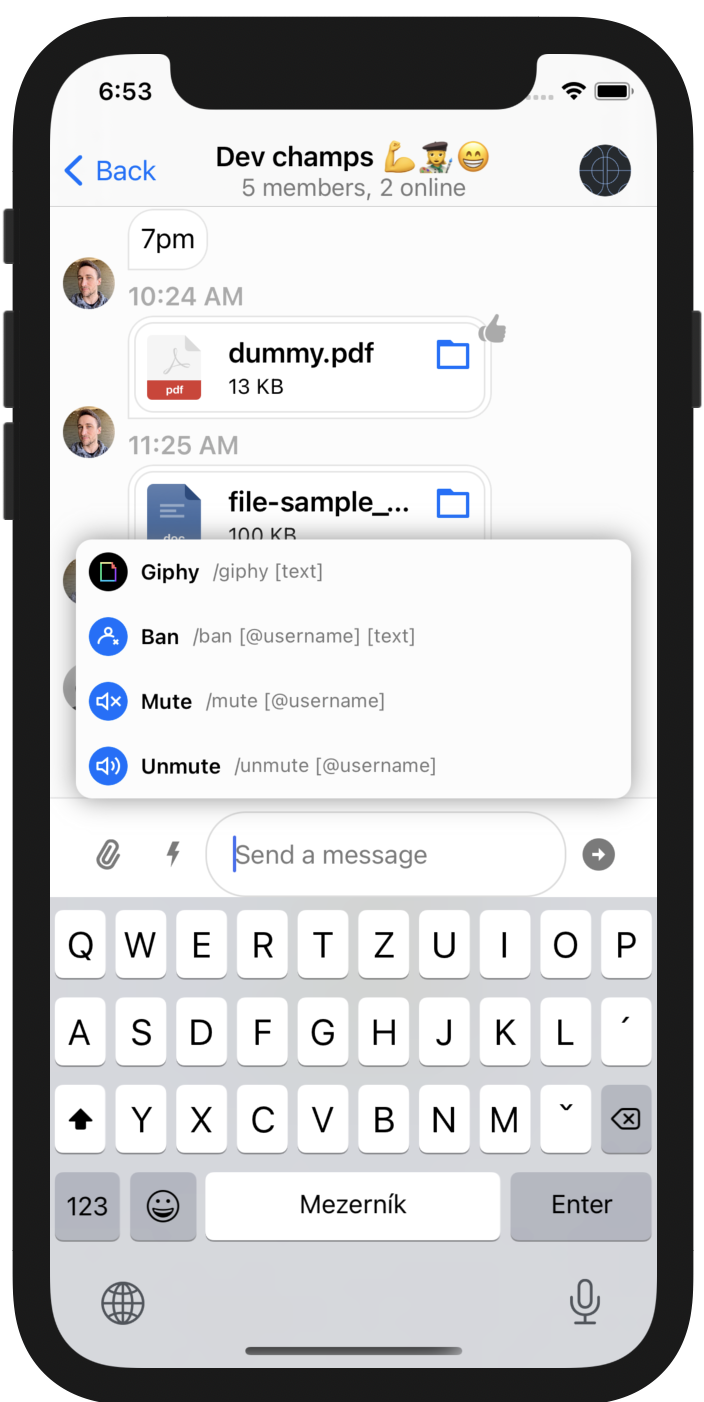 6:53
Back
Dev champs 💪👩‍🎨😁
5 members, 2 online
7pm
10:24 AM
dummy.pdf
pdf
13 KB
11:25 AM
file-sample_...
doc
100 KB
Giphy /giphy [text]
Ban /ban [@username] [text]
Mute /mute [@username]
Unmute /unmute [@username]
Send a message
Q W E R T Z U I O P
A S D F G H J K L ´
Y X C V B N M ˇ
123 Mezerník Enter